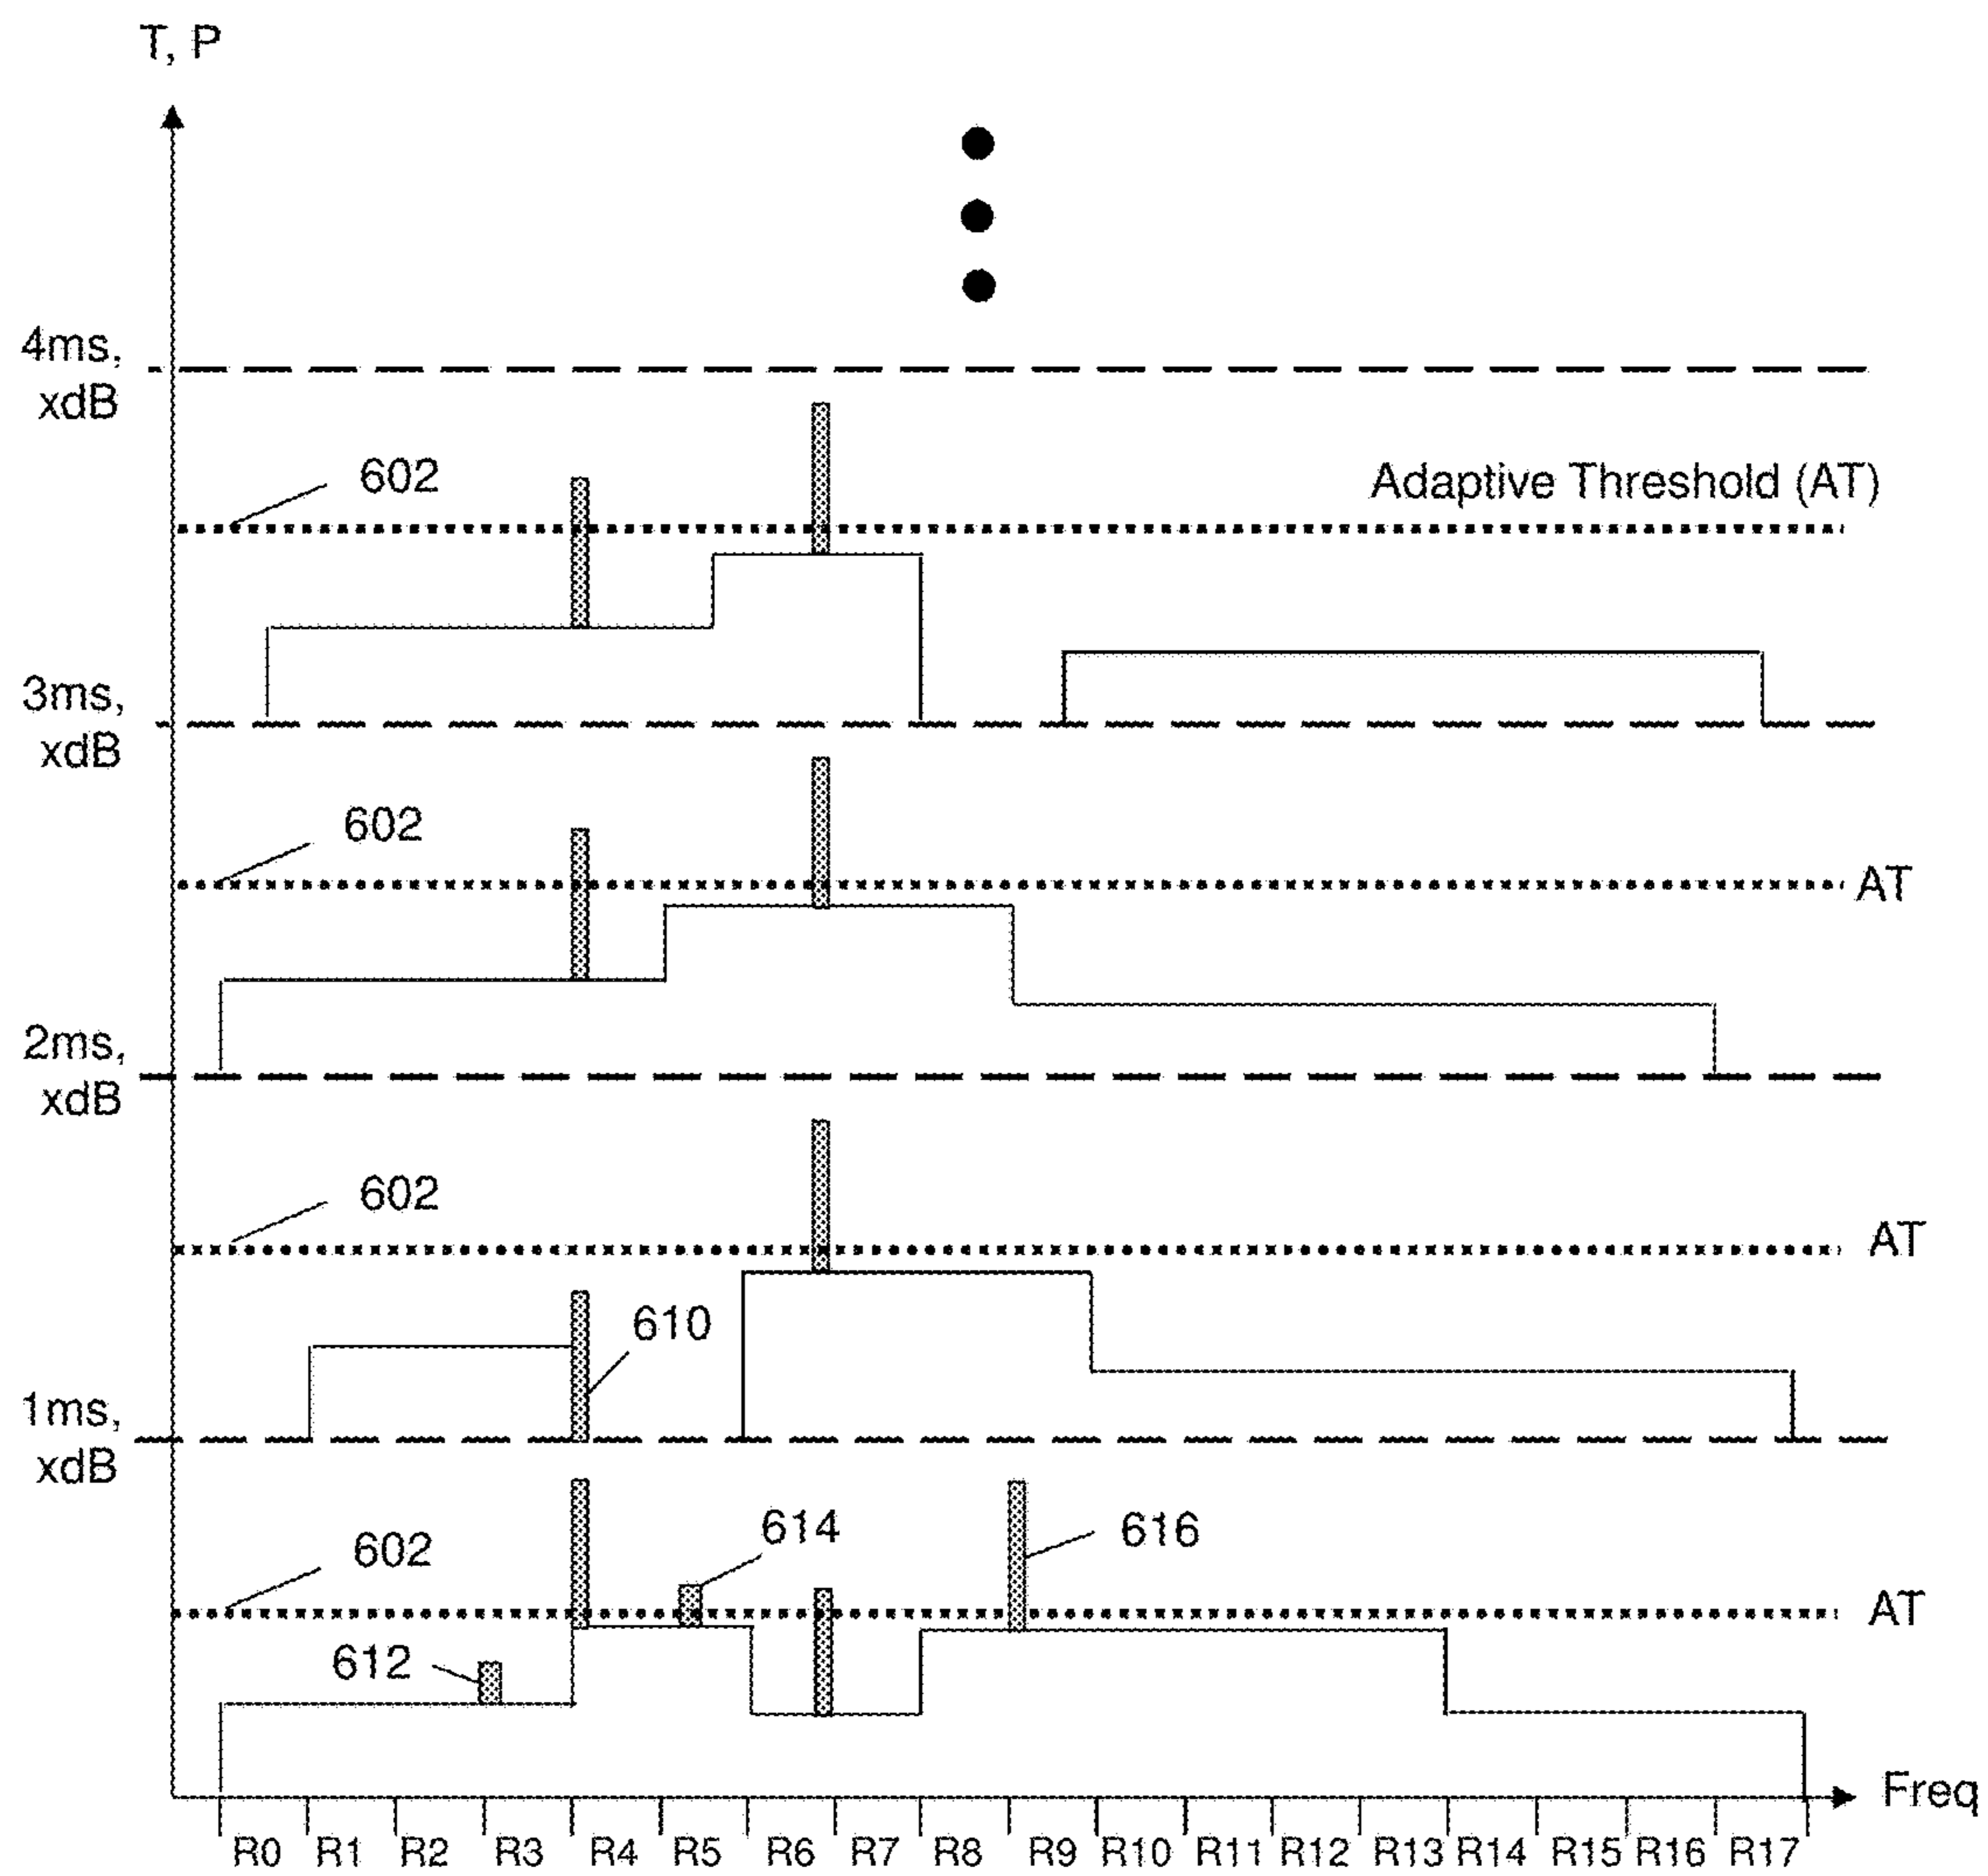 T, P
4ms,
xdB
602
Adaptive Threshold (AT)
3ms,
xdB
602
AT
2ms,
xdB
602
AT
610
1ms,
xdB
614
616
602
AT
612
Freq
R0 R1 R2 R3 R4 R5 R6 R7 R8 R9 R10 R11 R12 R13 R14 R15 R16 R17